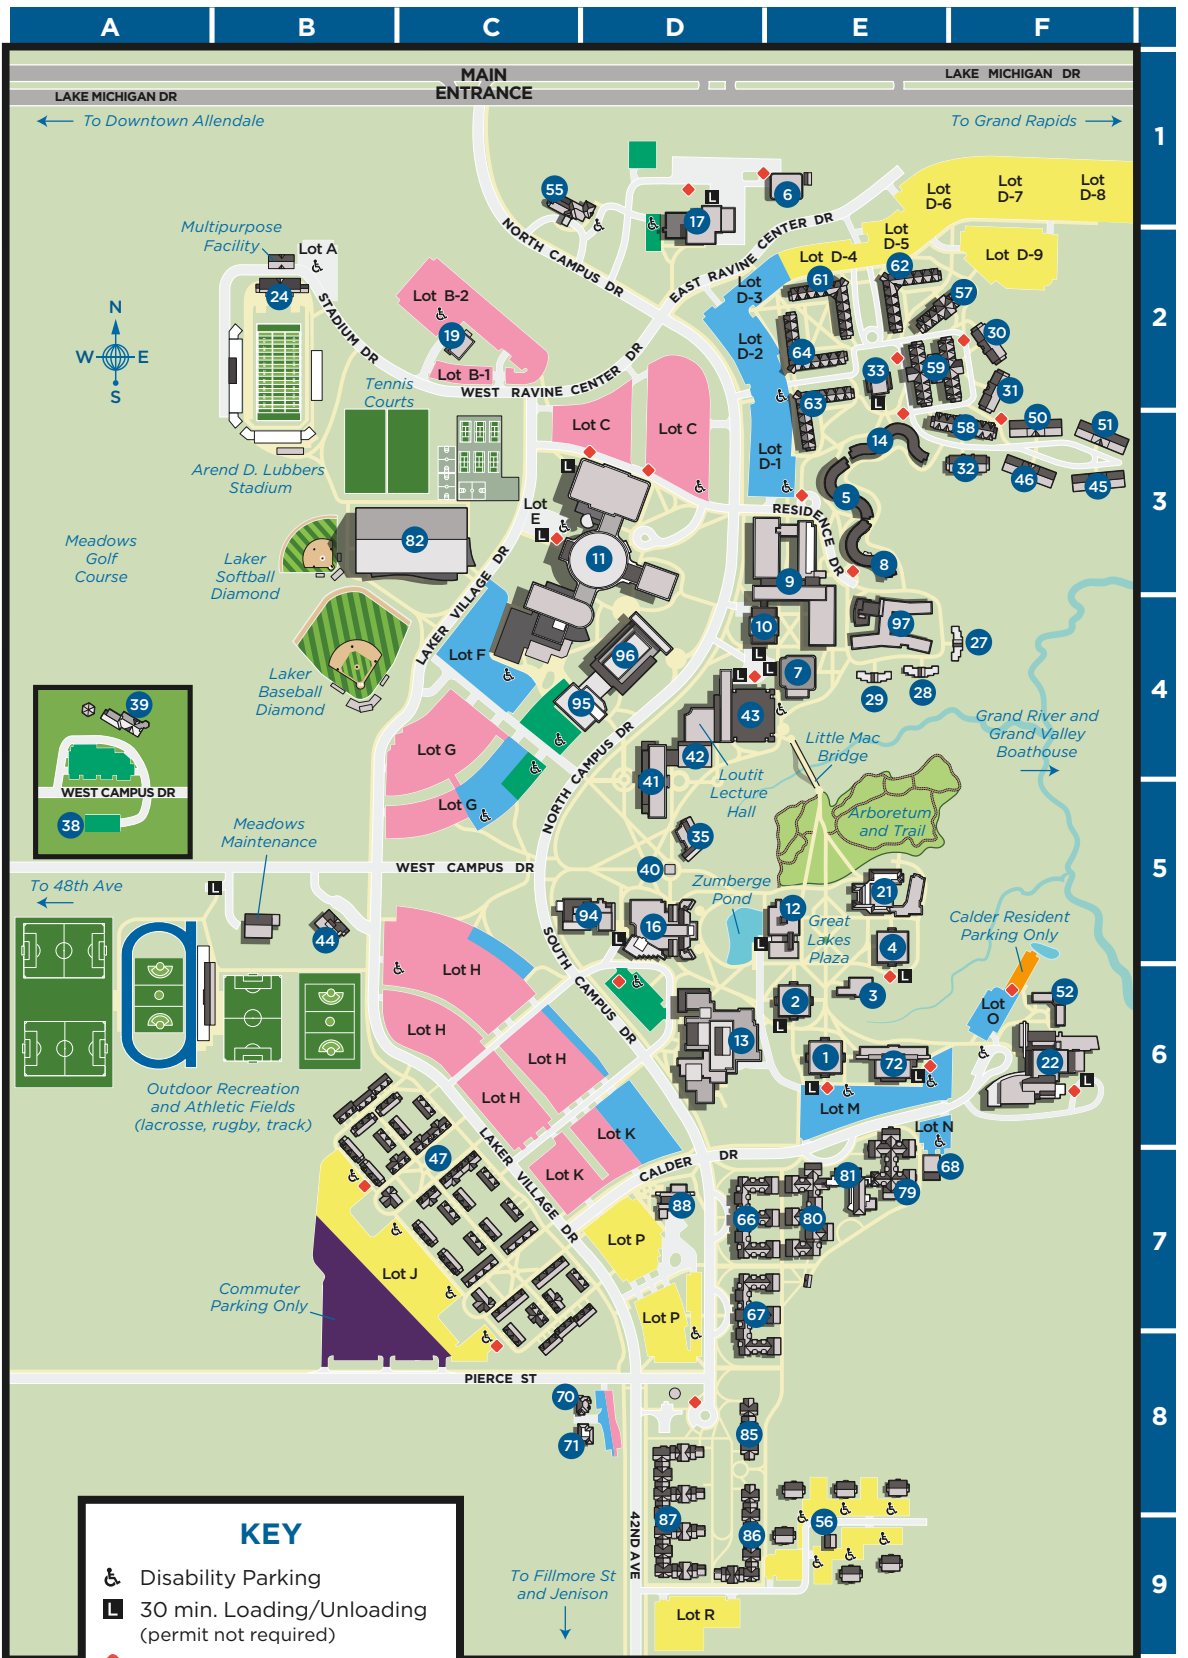 A
B
C
D
E
F
1
2
3
4
5
6
7
8
9
MAIN
ENTRANCE
LAKE MICHIGAN DR
LAKE MICHIGAN DR
To Downtown Allendale
To Grand Rapids
55
17
L
6
NORTH CAMPUS DR
EAST RAVINE CENTER DR
Lot
D-6
Lot
D-7
Lot
D-8
Lot
D-5
Lot D-4
Lot D-9
Lot
D-3
Lot
D-2
Lot
D-1
Multipurpose
Facility
Lot A
24
STADIUM DR
N
W
E
S
Lot B-2
19
Lot B-1
WEST RAVINE CENTER DR
61
62
57
30
64
33
59
31
L
63
58
50
51
14
32
46
45
5
8
Tennis
Courts
Lot C
Lot C
L
Arend D. Lubbers
Stadium
Lot
E
L
RESIDENCE DR
Meadows
Golf
Course
Laker
Softball
Diamond
82
11
9
LAKER VILLAGE DR
10
97
27
Lot F
96
L
L
L
7
29
28
Laker
Baseball
Diamond
95
43
Grand River and
Grand Valley
Boathouse
39
WEST CAMPUS DR
38
Lot G
Lot G
NORTH CAMPUS DR
42
41
Loutit
Lecture
Hall
Little Mac
Bridge
Arboretum
and Trail
Meadows
Maintenance
35
WEST CAMPUS DR
40
To 48th Ave
L
44
Zumberge
Pond
12
21
94
16
L
L
Great
Lakes
Plaza
4
Calder Resident
Parking Only
SOUTH CAMPUS DR
Lot H
Lot H
Lot H
Lot H
2
L
3
L
Lot
O
52
13
1
72
22
L
L
L
Lot M
Outdoor Recreation
and Athletic Fields
(lacrosse, rugby, track)
Lot K
Lot K
Lot N
47
LAKER VILLAGE DR
CALDER DR
68
81
79
88
66
80
Lot P
Lot J
Commuter
Parking Only
Lot P
67
PIERCE ST
70
71
85
87
86
56
42ND AVE
To Fillmore St
and Jenison
Lot R
KEY
Disability Parking
L 30 min. Loading/Unloading
(permit not required)